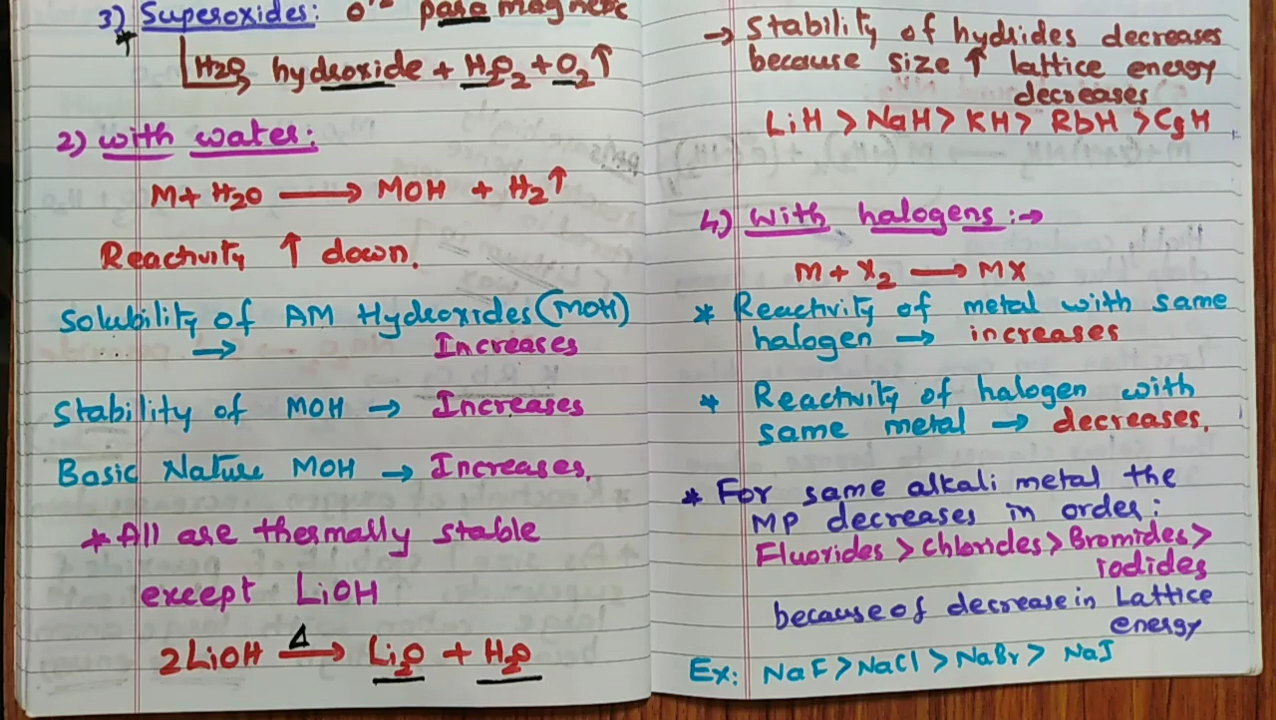 3) Superoxides: para magnetic
H2O hydroxide + H2O2 + O2↑
2) with water:
M + H2O → MOH + H2↑
Reactivity ↑ down.
Solubility of AM Hydroxides (MOH)
→ Increases
Stability of MOH → Increases
Basic Nature MOH → Increases.
* All are thermally stable
except LiOH
2LiOH Δ→ Li2O + H2O
→ Stability of hydrides decreases
because size ↑ lattice energy
decreases
LiH > NaH > KH > RbH > CsH
4) With halogens :→
M + X2 → MX
* Reactivity of metal with same
halogen → increases
* Reactivity of halogen with
same metal → decreases.
* For same alkali metal the
MP decreases in order:
Fluorides > Chlorides > Bromides >
iodides
because of decrease in Lattice
energy
Ex: NaF > NaCl > NaBr > NaI